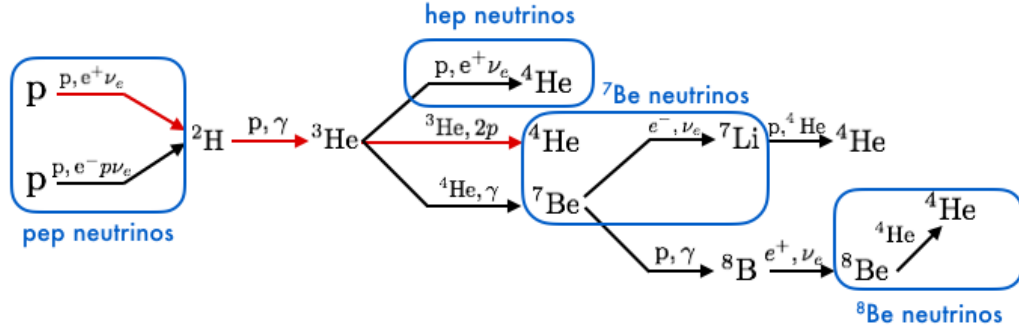 hep neutrinos
p p, e⁺νₑ
p, e⁺νₑ ⁴He
⁷Be neutrinos
²H p, γ ³He ³He, 2p ⁴He e⁻, νₑ ⁷Li p,⁴He ⁴He
p p, e⁻pνₑ
⁴He, γ ⁷Be
pep neutrinos
p, γ ⁸B e⁺, νₑ ⁸Be ⁴He ⁴He
⁸Be neutrinos